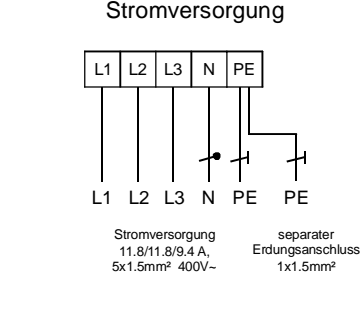 Stromversorgung
L1 L2 L3 N PE
L1 L2 L3 N PE PE
Stromversorgung
11.8/11.8/9.4 A,
5x1.5mm² 400V~
separater
Erdungsanschluss
1x1.5mm²